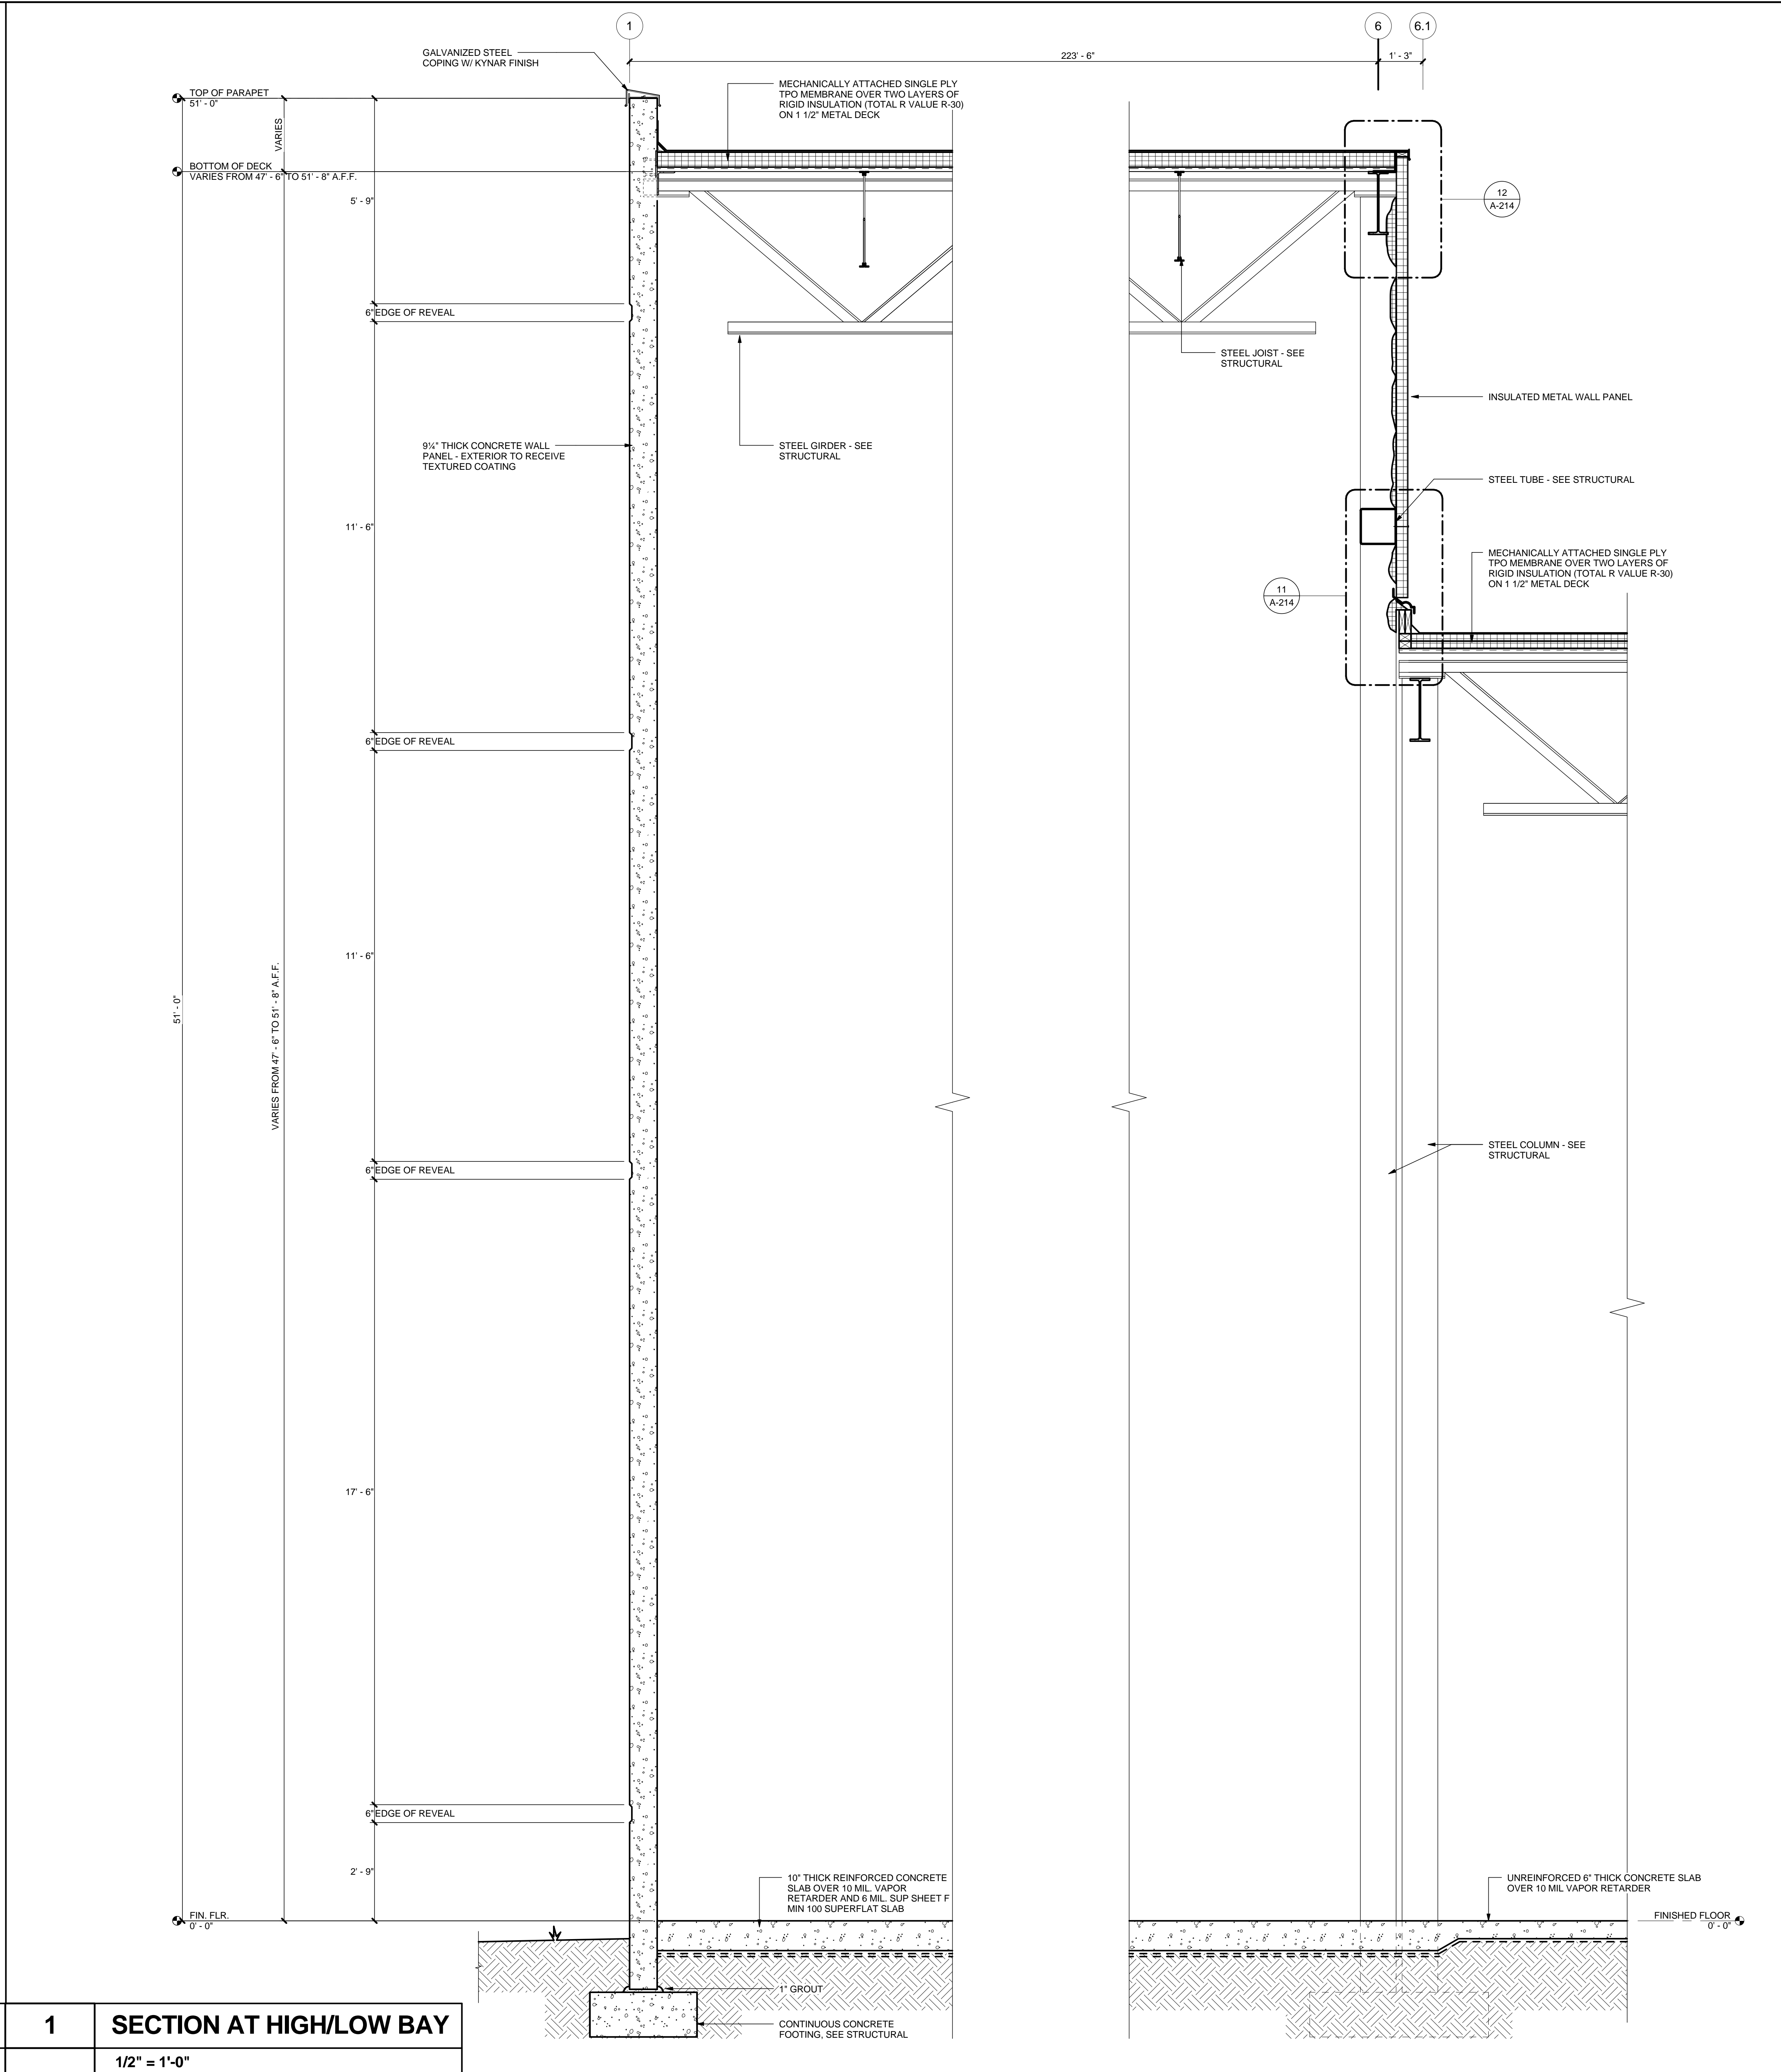 1
6
6.1
223' - 6"
1' - 3"
GALVANIZED STEEL
COPING W/ KYNAR FINISH
MECHANICALLY ATTACHED SINGLE PLY
TPO MEMBRANE OVER TWO LAYERS OF
RIGID INSULATION (TOTAL R VALUE R-30)
ON 1 1/2" METAL DECK
TOP OF PARAPET
51' - 0"
VARIES
BOTTOM OF DECK
VARIES FROM 47' - 6" TO 51' - 8" A.F.F.
5' - 9"
12
A-214
6" EDGE OF REVEAL
STEEL JOIST - SEE
STRUCTURAL
INSULATED METAL WALL PANEL
9¼" THICK CONCRETE WALL
PANEL - EXTERIOR TO RECEIVE
TEXTURED COATING
STEEL GIRDER - SEE
STRUCTURAL
STEEL TUBE - SEE STRUCTURAL
11' - 6"
MECHANICALLY ATTACHED SINGLE PLY
TPO MEMBRANE OVER TWO LAYERS OF
RIGID INSULATION (TOTAL R VALUE R-30)
ON 1 1/2" METAL DECK
11
A-214
6" EDGE OF REVEAL
11' - 6"
51' - 0"
VARIES FROM 47' - 6" TO 51' - 8" A.F.F.
STEEL COLUMN - SEE
STRUCTURAL
6" EDGE OF REVEAL
17' - 6"
6" EDGE OF REVEAL
2' - 9"
10" THICK REINFORCED CONCRETE
SLAB OVER 10 MIL. VAPOR
RETARDER AND 6 MIL. SUP SHEET F
MIN 100 SUPERFLAT SLAB
UNREINFORCED 6" THICK CONCRETE SLAB
OVER 10 MIL VAPOR RETARDER
FIN. FLR.
0' - 0"
FINISHED FLOOR
0' - 0"
1" GROUT
CONTINUOUS CONCRETE
FOOTING, SEE STRUCTURAL
1
SECTION AT HIGH/LOW BAY
1/2" = 1'-0"